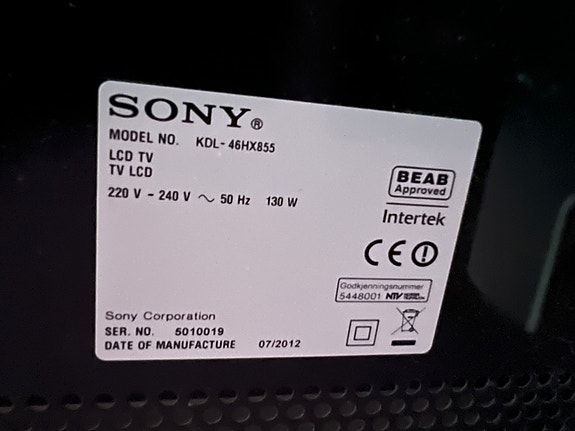 SONY®
MODEL NO. KDL-46HX855
LCD TV
TV LCD
220 V - 240 V ~ 50 Hz 130 W
BEAB
Approved
Intertek
CE
Godkjenningsnummer
5448001 NTV
Sony Corporation
SER. NO. 5010019
DATE OF MANUFACTURE 07/2012